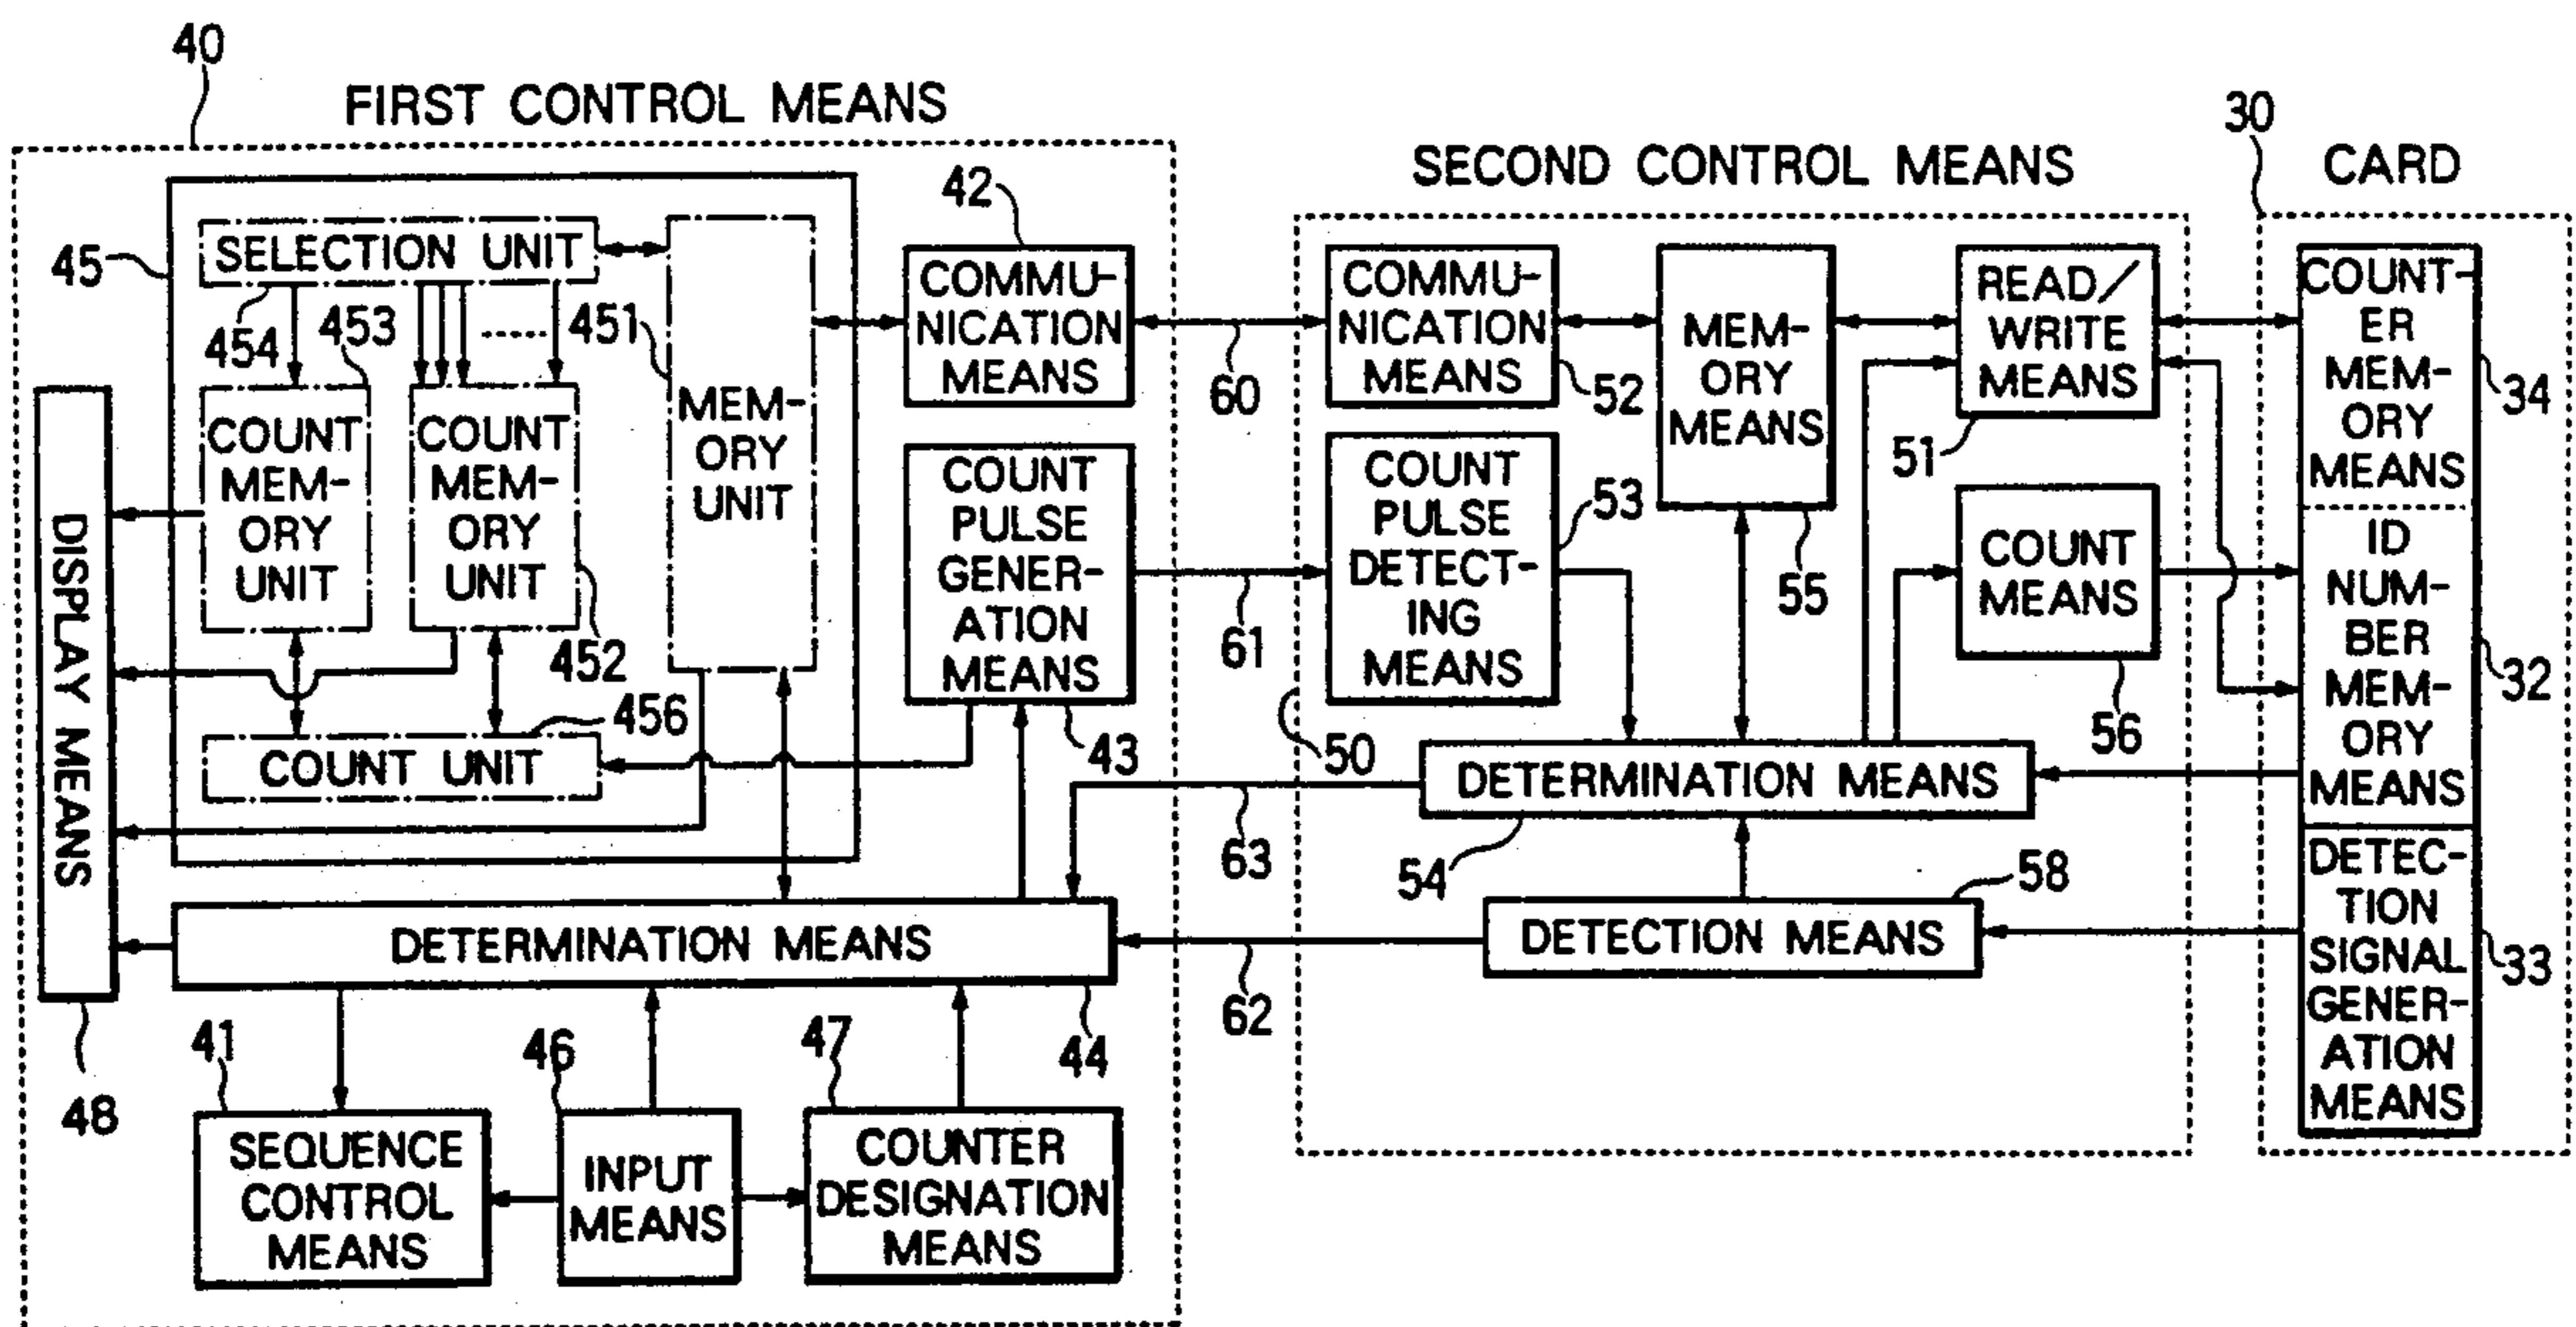 40
FIRST CONTROL MEANS
30
SECOND CONTROL MEANS
CARD
42
45
SELECTION UNIT
454
453
451
COUNT
MEM-
ORY
UNIT
COUNT
MEM-
ORY
UNIT
452
MEM-
ORY
UNIT
456
COUNT UNIT
DISPLAY MEANS
48
COMMU-
NICATION
MEANS
COUNT
PULSE
GENER-
ATION
MEANS
43
DETERMINATION MEANS
44
41
SEQUENCE
CONTROL
MEANS
46
INPUT
MEANS
47
COUNTER
DESIGNATION
MEANS
60
61
63
62
50
COMMU-
NICATION
MEANS
52
COUNT
PULSE
DETECT-
ING
MEANS
53
MEM-
ORY
MEANS
55
READ/
WRITE
MEANS
51
COUNT
MEANS
56
DETERMINATION MEANS
54
58
DETECTION MEANS
COUNT-
ER
MEM-
ORY
MEANS
34
ID
NUM-
BER
MEM-
ORY
MEANS
32
DETEC-
TION
SIGNAL
GENER-
ATION
MEANS
33